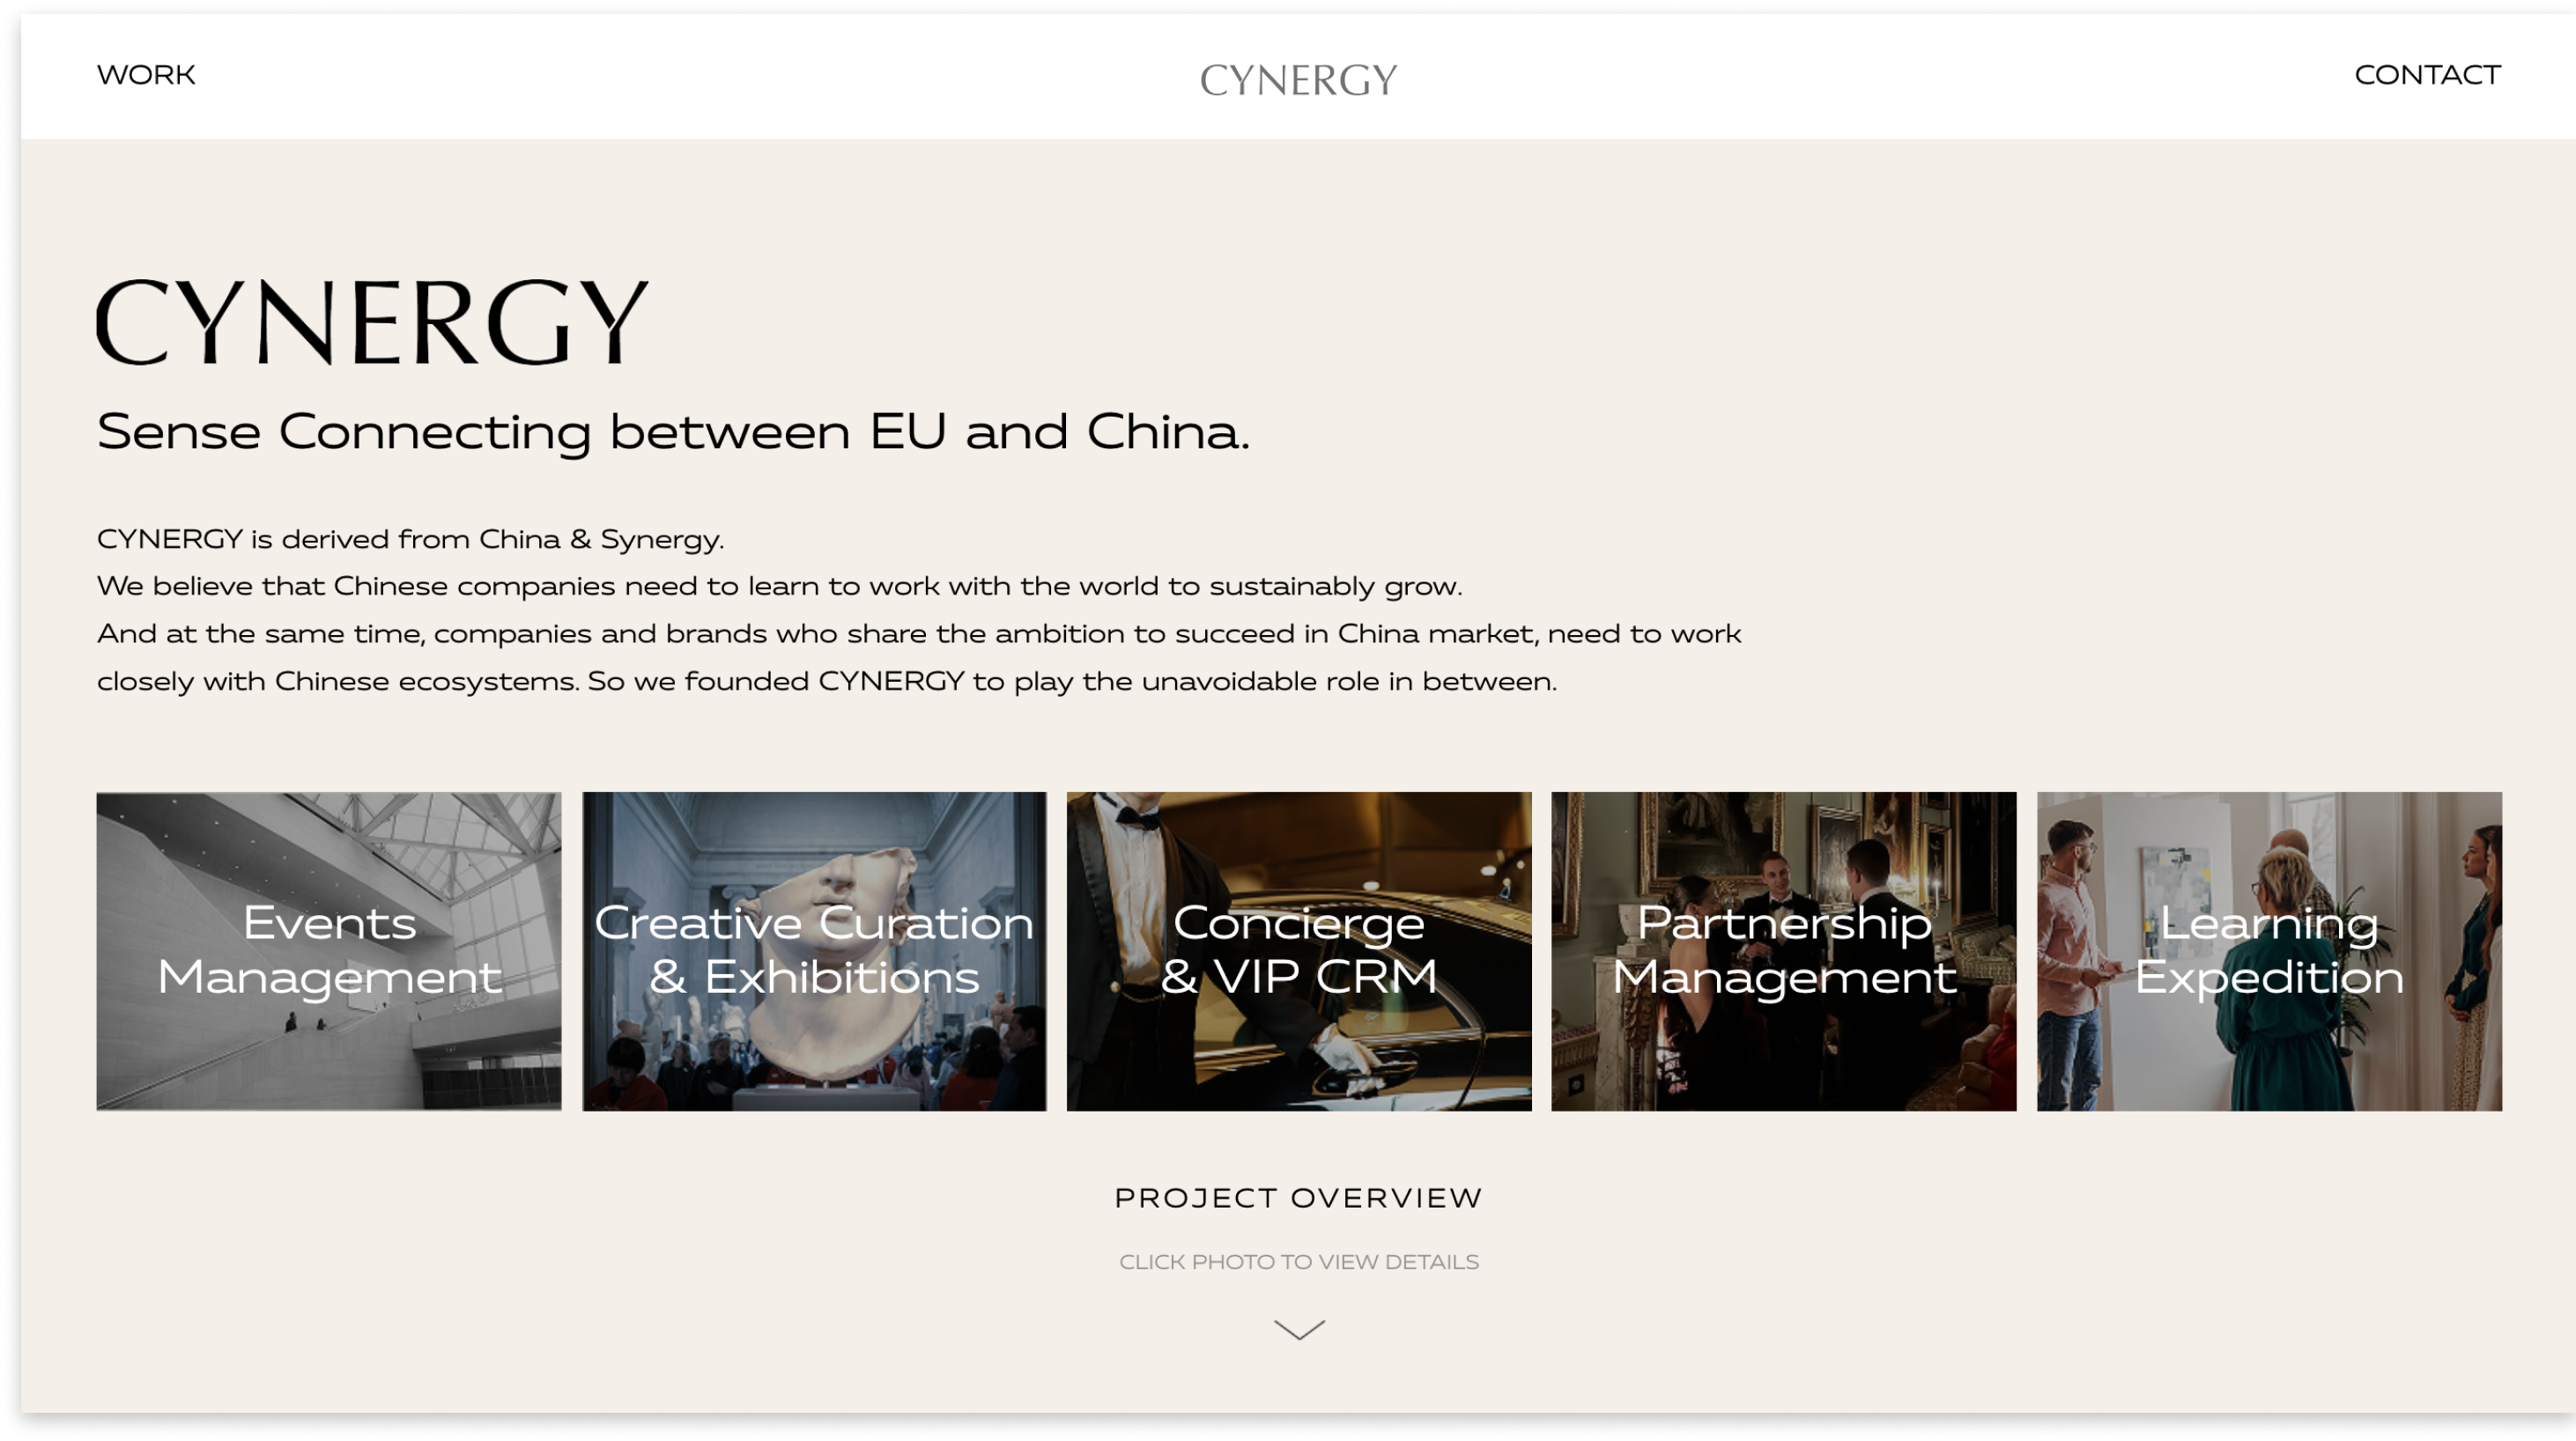 WORK
CYNERGY
CONTACT
CYNERGY
Sense Connecting between EU and China.
CYNERGY is derived from China & Synergy.
We believe that Chinese companies need to learn to work with the world to sustainably grow.
And at the same time, companies and brands who share the ambition to succeed in China market, need to work
closely with Chinese ecosystems. So we founded CYNERGY to play the unavoidable role in between.
Events
Management
Creative Curation
& Exhibitions
Concierge
& VIP CRM
Partnership
Management
Learning
Expedition
PROJECT OVERVIEW
CLICK PHOTO TO VIEW DETAILS